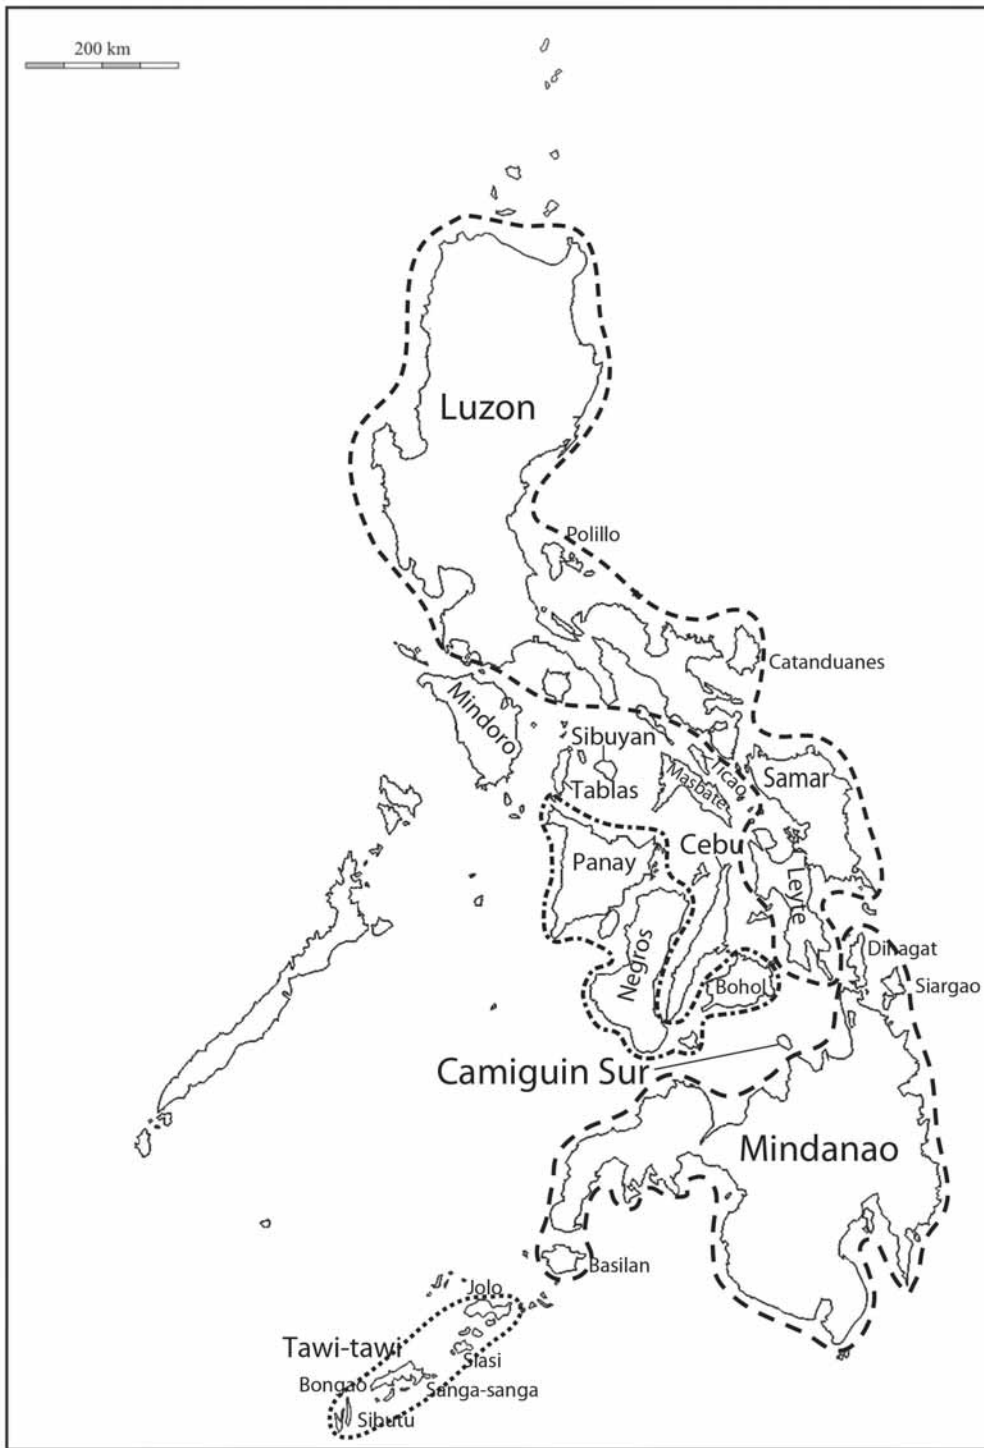 200 km
Luzon
Polillo
Catanduanes
Mindoro
Sibuyan
Ticao
Samar
Tablas
Masbate
Cebu
Panay
Leyte
Negros
Dinagat
Bohol
Siargao
Camiguin Sur
Mindanao
Basilan
Jolo
Tawi-tawi
Siasi
Bongao
Sanga-sanga
Sibutu